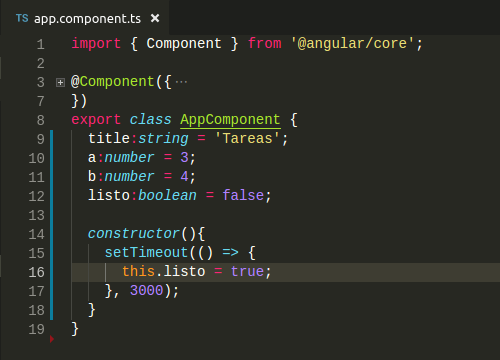 TS app.component.ts ×
1 import { Component } from '@angular/core';
2
3 @Component({ ···
7 })
8 export class AppComponent {
9 title:string = 'Tareas';
10 a:number = 3;
11 b:number = 4;
12 listo:boolean = false;
13
14 constructor(){
15 setTimeout(() => {
16 this.listo = true;
17 }, 3000);
18 }
19 }